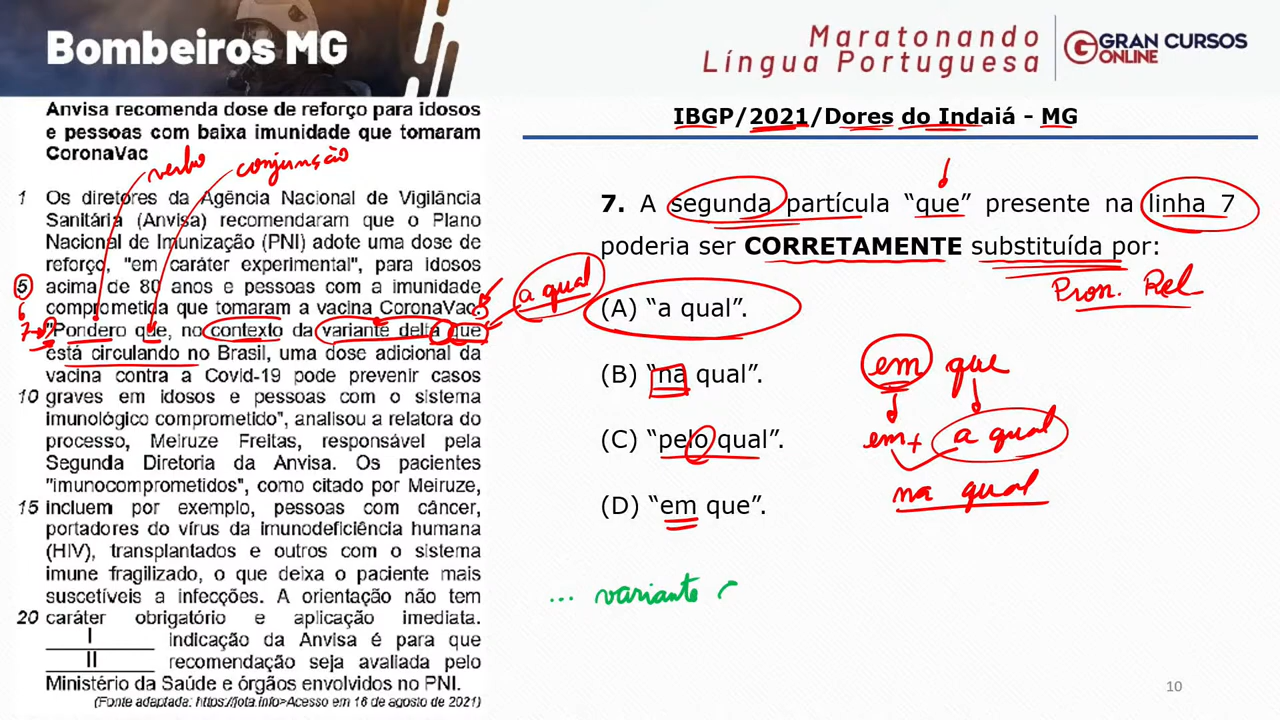 Bombeiros MG
Maratonando
Língua Portuguesa
GRAN CURSOS
ONLINE
Anvisa recomenda dose de reforço para idosos
e pessoas com baixa imunidade que tomaram
CoronaVac
verbo
conjunção
1 Os diretores da Agência Nacional de Vigilância
Sanitária (Anvisa) recomendaram que o Plano
Nacional de Imunização (PNI) adote uma dose de
reforço, "em caráter experimental", para idosos
5 acima de 80 anos e pessoas com a imunidade
6 comprometida que tomaram a vacina CoronaVac.
7 "Pondero que, no contexto da variante delta que
a qual
está circulando no Brasil, uma dose adicional da
vacina contra a Covid-19 pode prevenir casos
10 graves em idosos e pessoas com o sistema
imunológico comprometido", analisou a relatora do
processo, Meiruze Freitas, responsável pela
Segunda Diretoria da Anvisa. Os pacientes
"imunocomprometidos", como citado por Meiruze,
15 incluem por exemplo, pessoas com câncer,
portadores do vírus da imunodeficiência humana
(HIV), transplantados e outros com o sistema
imune fragilizado, o que deixa o paciente mais
suscetíveis a infecções. A orientação não tem
20 caráter obrigatório e aplicação imediata.
I indicação da Anvisa é para que
II recomendação seja avaliada pelo
Ministério da Saúde e órgãos envolvidos no PNI.
(Fonte adaptada: https://jota.info>Acesso em 16 de agosto de 2021)
IBGP/2021/Dores do Indaiá - MG
7. A segunda partícula “que” presente na linha 7
poderia ser CORRETAMENTE substituída por:
Pron. Rel
(A) “a qual”.
(B) “na qual”.
(C) “pelo qual”.
(D) “em que”.
em que
em + a qual
na qual
... variante
10